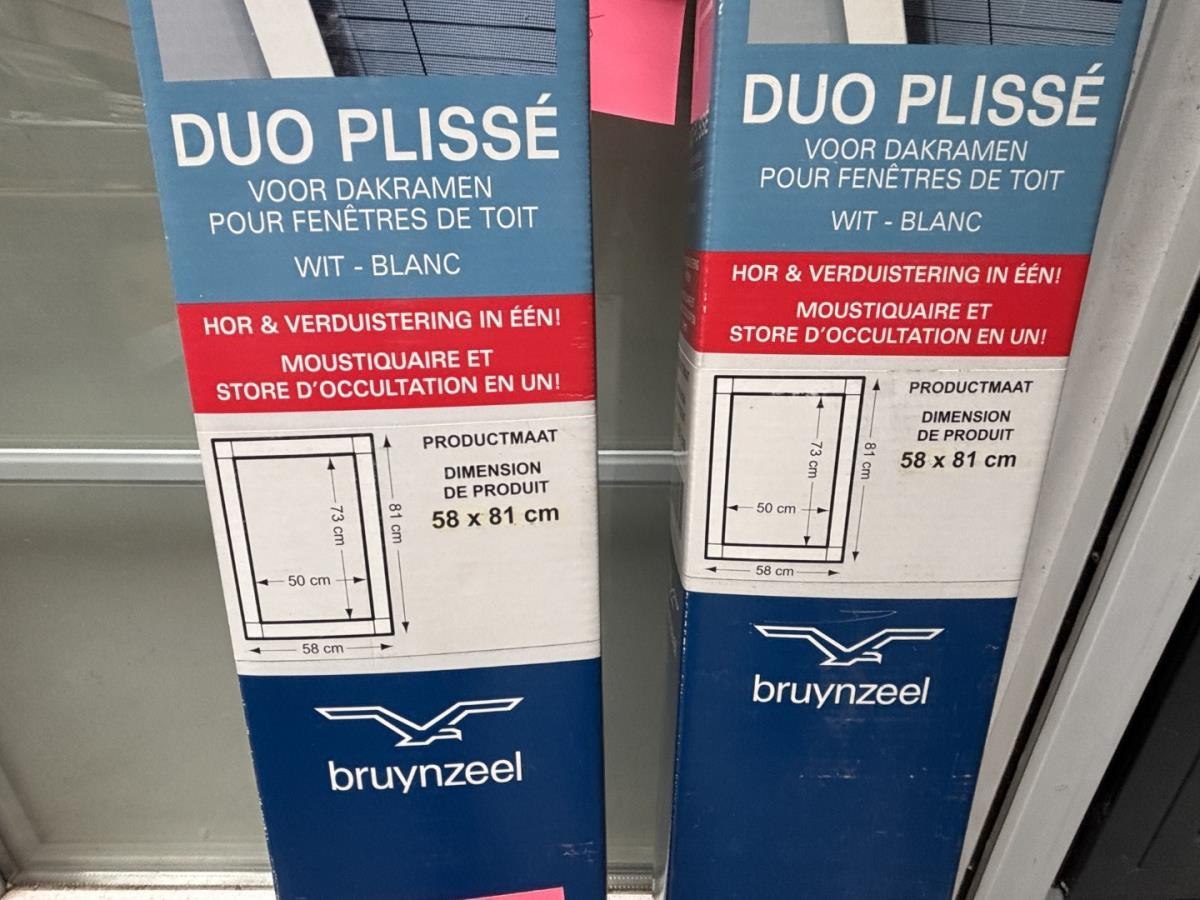 DUO PLISSÉ
VOOR DAKRAMEN
POUR FENÊTRES DE TOIT
WIT - BLANC
HOR & VERDUISTERING IN ÉÉN!
MOUSTIQUAIRE ET
STORE D'OCCULTATION EN UN!
PRODUCTMAAT
DIMENSION
DE PRODUIT
58 x 81 cm
73 cm
81 cm
50 cm
58 cm
bruynzeel
DUO PLISSÉ
VOOR DAKRAMEN
POUR FENÊTRES DE TOIT
WIT - BLANC
HOR & VERDUISTERING IN ÉÉN!
MOUSTIQUAIRE ET
STORE D'OCCULTATION EN UN!
PRODUCTMAAT
DIMENSION
DE PRODUIT
58 x 81 cm
73 cm
81 cm
50 cm
58 cm
bruynzeel